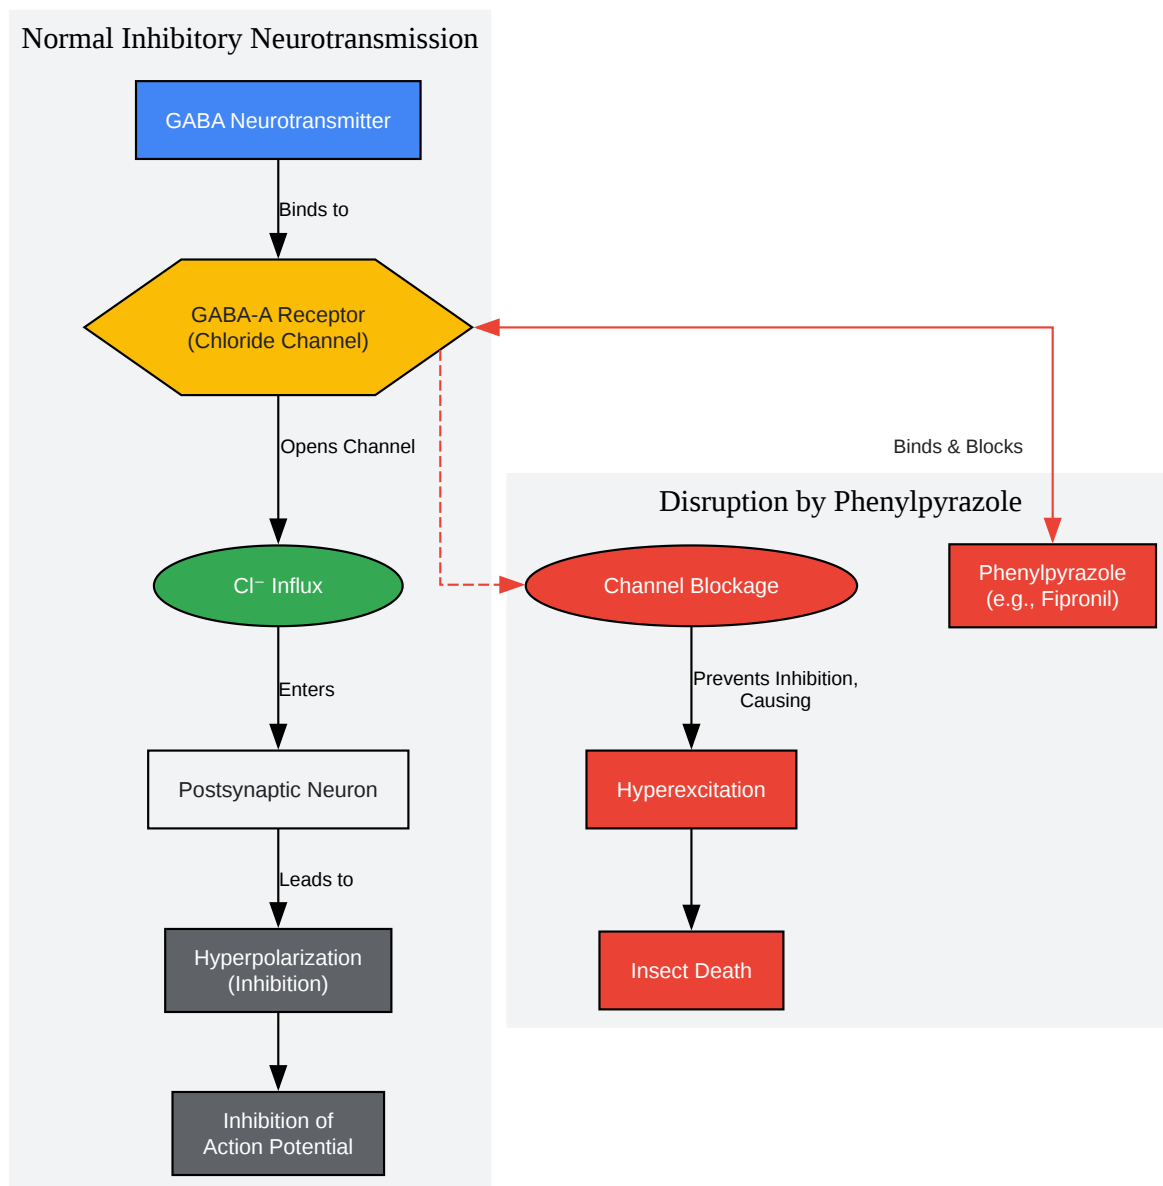 Normal Inhibitory Neurotransmission
GABA Neurotransmitter
Binds to
GABA-A Receptor
(Chloride Channel)
Opens Channel
Cl⁻ Influx
Enters
Postsynaptic Neuron
Leads to
Hyperpolarization
(Inhibition)
Inhibition of
Action Potential
Binds & Blocks
Disruption by Phenylpyrazole
Phenylpyrazole
(e.g., Fipronil)
Channel Blockage
Prevents Inhibition,
Causing
Hyperexcitation
Insect Death